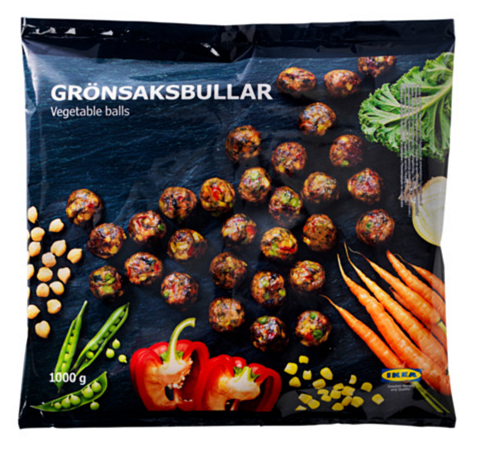 GRÖNSAKSBULLAR
Vegetable balls
1000 g
IKEA